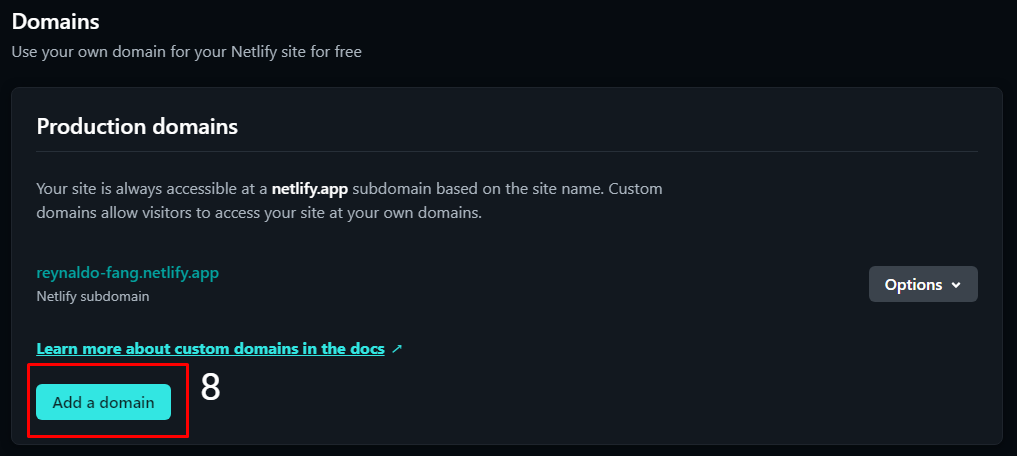 Domains
Use your own domain for your Netlify site for free
Production domains
Your site is always accessible at a netlify.app subdomain based on the site name. Custom
domains allow visitors to access your site at your own domains.
reynaldo-fang.netlify.app
Netlify subdomain
Options
Learn more about custom domains in the docs ↗
Add a domain
8